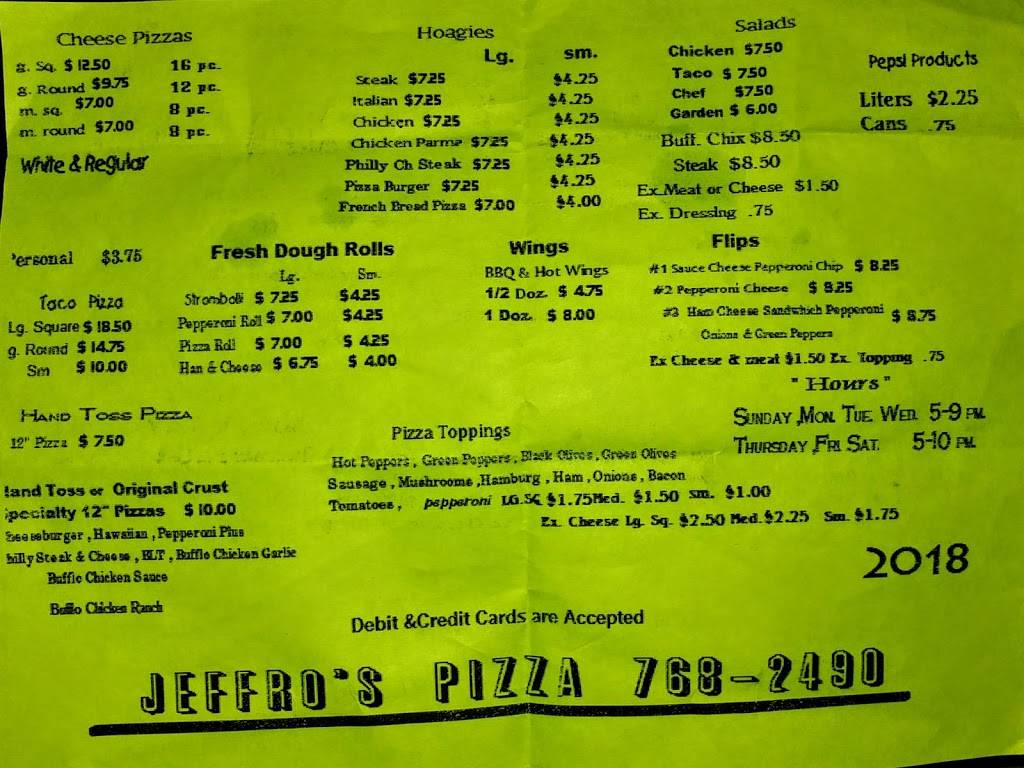 Cheese Pizzas
g. Sq. $ 12.50 16 pc.
g. Round $9.75 12 pc.
m. sq. $7.00 8 pc.
m. round $7.00 8 pc.
White & Regular
Hoagies
Lg. sm.
Steak $7.25 $4.25
Italian $7.25 $4.25
Chicken $7.25 $4.25
Chicken Parme $7.25 $4.25
Philly Ch Steak $7.25 $4.25
Pizza Burger $7.25 $4.25
French Bread Pizza $7.00 $4.00
Salads
Chicken $7.50
Taco $ 7.50
Chef $7.50
Garden $ 6.00
Buff. Chix $8.50
Steak $8.50
Ex.Meat or Cheese $1.50
Ex. Dressing .75
Pepsi Products
Liters $2.25
Cans .75
ersonal $3.75
Taco Pizza
Lg. Square $ 18.50
g. Round $ 14.75
Sm $ 10.00
Fresh Dough Rolls
Lg. Sm.
Stromboli $ 7.25 $4.25
Pepperoni Roll $ 7.00 $4.25
Pizza Roll $ 7.00 $ 4.25
Han & Cheese $ 6.75 $ 4.00
Wings
BBQ & Hot Wings
1/2 Doz. $ 4.75
1 Doz. $ 8.00
Flips
#1 Sauce Cheese Pepperoni Chip $ 8.25
#2 Pepperoni Cheese $ 8.25
#3 Ham Cheese Sandwhich Pepperoni $ 8.75
Onions & Green Peppers
Ex Cheese & meat $1.50 Ex. Topping .75
" Hours "
Sunday ,Mon. Tue. Wed. 5-9 PM.
Thursday ,Fri Sat. 5-10 PM.
Hand Toss Pizza
12" Pizza $ 7.50
Pizza Toppings
Hot Peppers , Green Peppers , Black Olives , Green Olives
Sausage , Mushrooms ,Hamburg , Ham , Onions , Bacon
Tomatoes , pepperoni LG.SQ $1.75Med. $1.50 sm. $1.00
Ex. Cheese Lg. Sq- $2.50 Med. $2.25 Sm. $1.75
and Toss or Original Crust
pecialty 12" Pizzas $ 10.00
eeseburger , Hawaiian , Pepperoni Plus
hilly Steak & Cheese , BLT , Bufflo Chicken Garlic
Bufflo Chicken Sauce
Bufflo Chicken Ranch
2018
Debit &Credit Cards are Accepted
JEFFRO'S PIZZA 768-2490